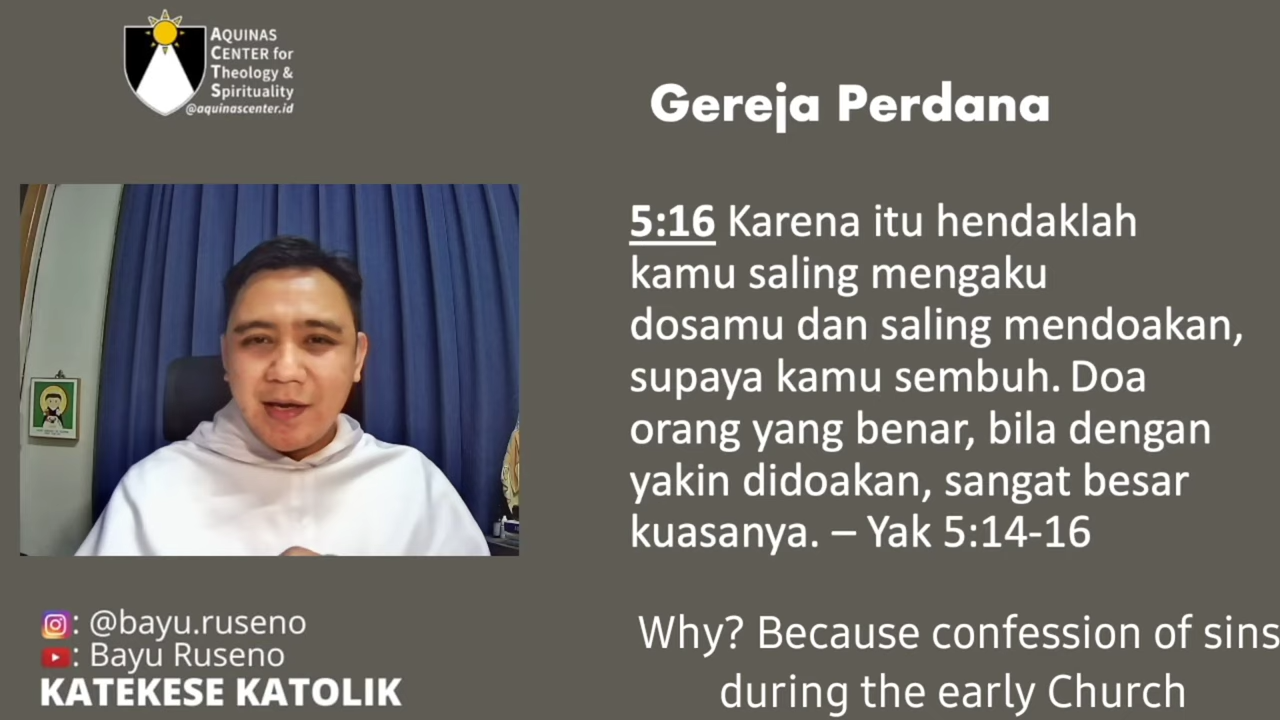 AQUINAS
CENTER for
Theology &
Spirituality
@aquinascenter.id
Gereja Perdana
5:16 Karena itu hendaklah
kamu saling mengaku
dosamu dan saling mendoakan,
supaya kamu sembuh. Doa
orang yang benar, bila dengan
yakin didoakan, sangat besar
kuasanya. – Yak 5:14-16
: @bayu.ruseno
: Bayu Ruseno
KATEKESE KATOLIK
Why? Because confession of sins
during the early Church